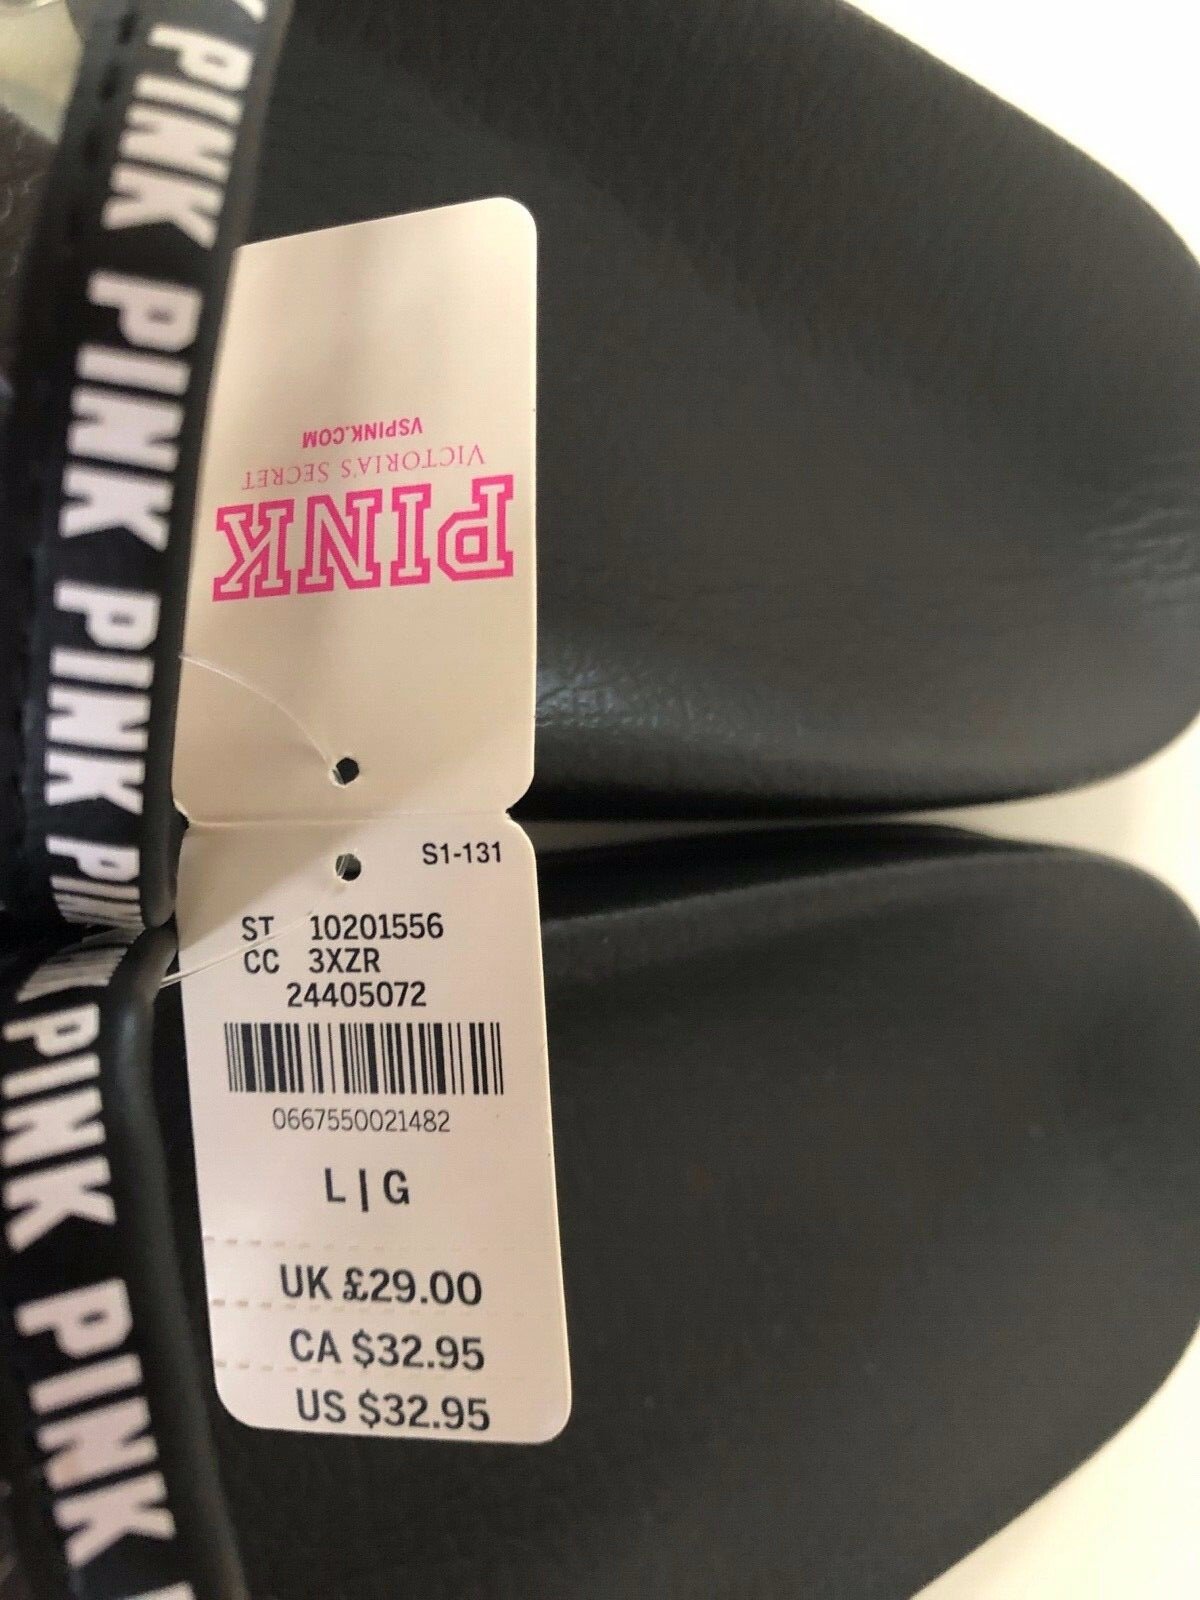 PINK PINK PINK PINK
PINK PINK
PINK
VICTORIA'S SECRET
VSPINK.COM
S1-131
ST 10201556
CC 3XZR
24405072
0667550021482
L | G
UK £29.00
CA $32.95
US $32.95